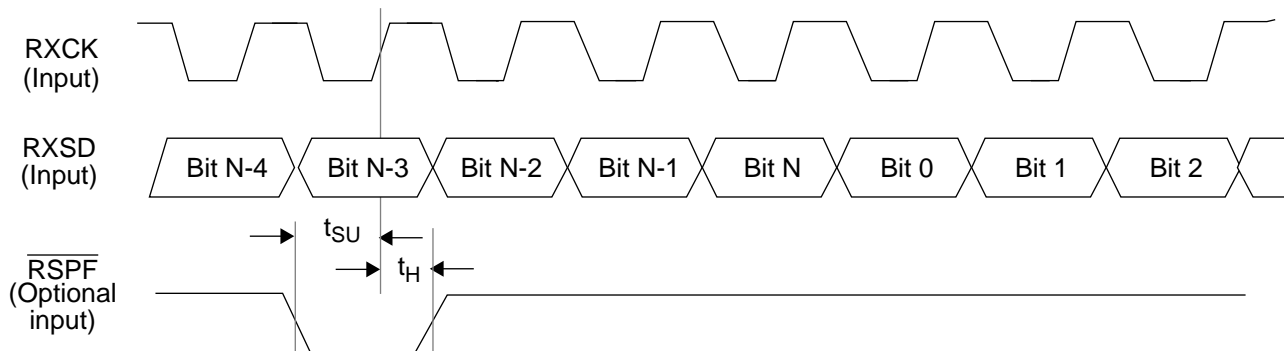 RXCK
(Input)
RXSD
(Input)
Bit N-4 Bit N-3 Bit N-2 Bit N-1 Bit N Bit 0 Bit 1 Bit 2
tSU
tH
RSPF
(Optional
input)